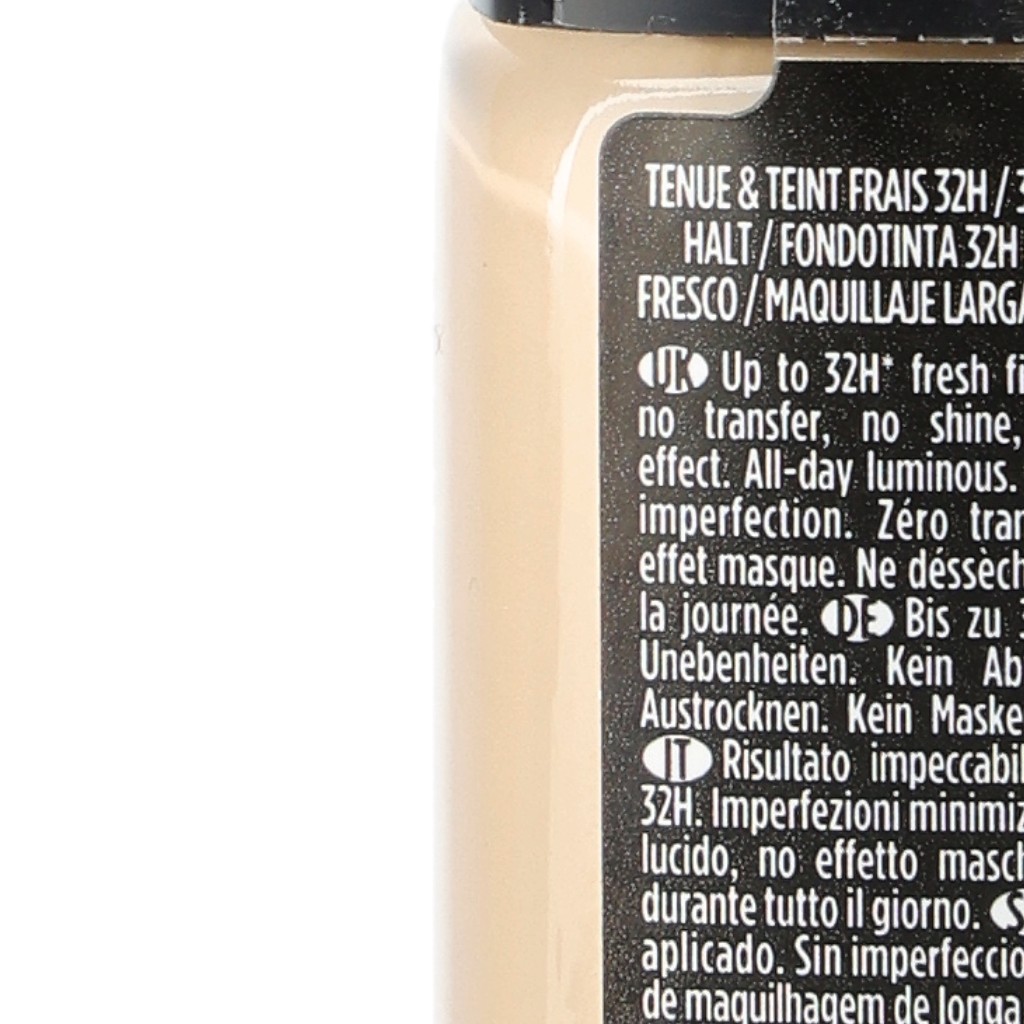 TENUE & TEINT FRAIS 32H /
HALT / FONDOTINTA 32H
FRESCO / MAQUILLAJE LARGA
UK Up to 32H* fresh
no transfer, no shine,
effect. All-day luminous.
imperfection. Zéro
effet masque. Ne
la journée. DE Bis zu
Unebenheiten. Kein
Austrocknen. Kein
IT Risultato
32H. Imperfezioni
lucido, no effetto
durante tutto il giorno.
aplicado. Sin
de maquilhagem de longa